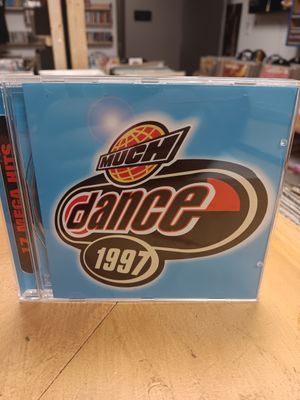 17 MEGA HITS
MUCH
dance
1997